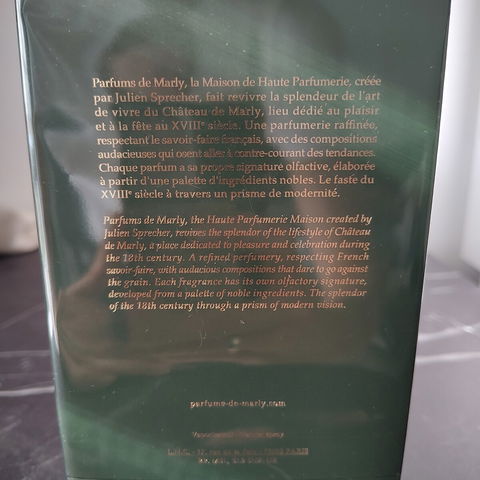 Parfums de Marly, la Maison de Haute Parfumerie, créée
par Julien Sprecher, fait revivre la splendeur de l'art
de vivre du Château de Marly, lieu dédié au plaisir
et à la fête au XVIIIe siècle. Une parfumerie raffinée,
respectant le savoir-faire français, avec des compositions
audacieuses qui osent aller à contre-courant des tendances.
Chaque parfum a sa propre signature olfactive, élaborée
à partir d'une palette d'ingrédients nobles. Le faste du
XVIIIe siècle à travers un prisme de modernité.
Parfums de Marly, the Haute Parfumerie Maison created by
Julien Sprecher, revives the splendor of the lifestyle of Château
de Marly, a place dedicated to pleasure and celebration during
the 18th century. A refined perfumery, respecting French
savoir-faire, with audacious compositions that dare to go against
the grain. Each fragrance has its own olfactory signature,
developed from a palette of noble ingredients. The splendor
of the 18th century through a prism of modern vision.
parfums-de-marly.com
spray
rue de la PARIS